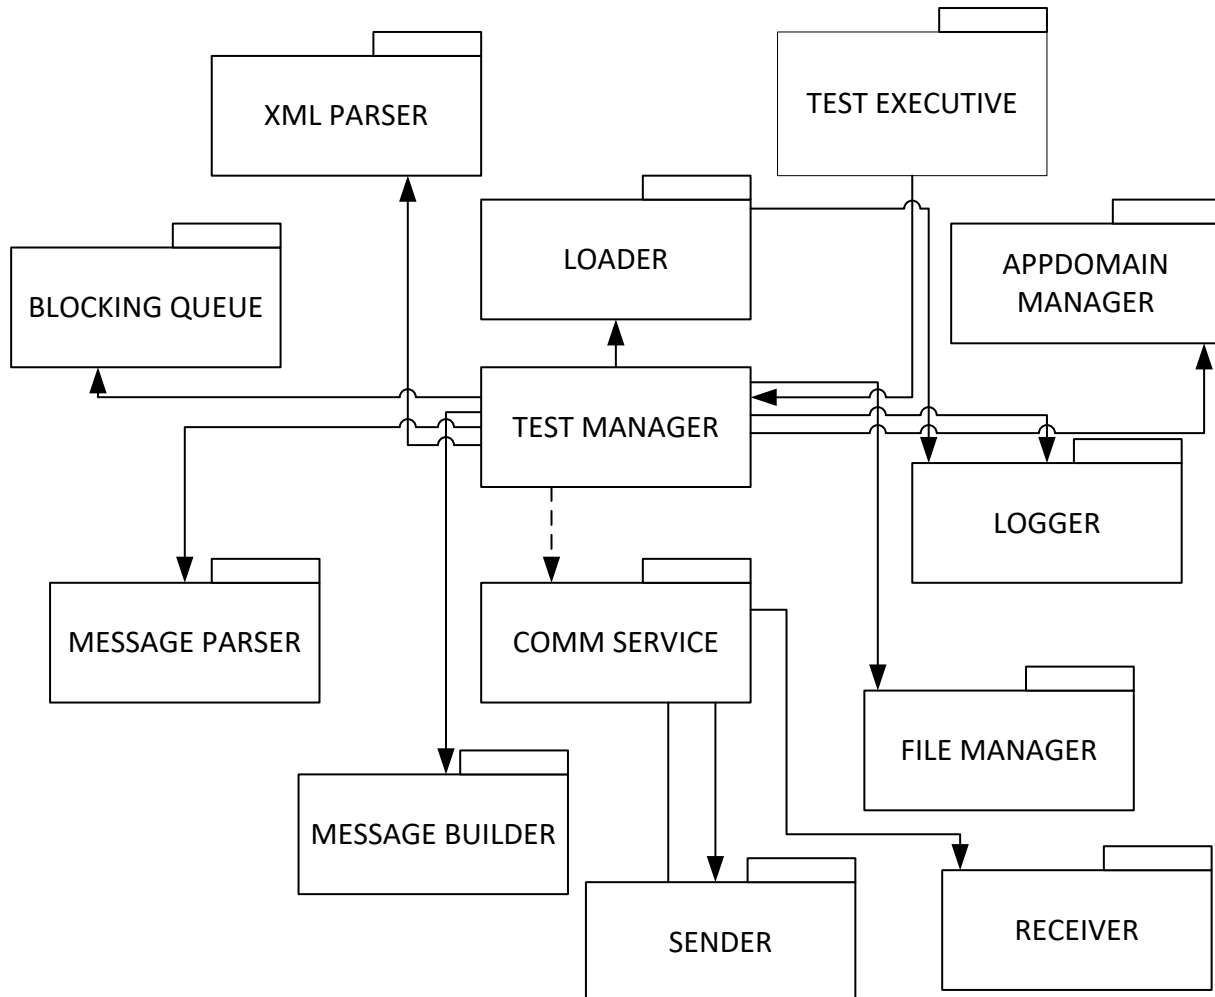 TEST EXECUTIVE
XML PARSER
LOADER
APPDOMAIN
MANAGER
BLOCKING QUEUE
TEST MANAGER
LOGGER
MESSAGE PARSER
COMM SERVICE
FILE MANAGER
MESSAGE BUILDER
RECEIVER
SENDER